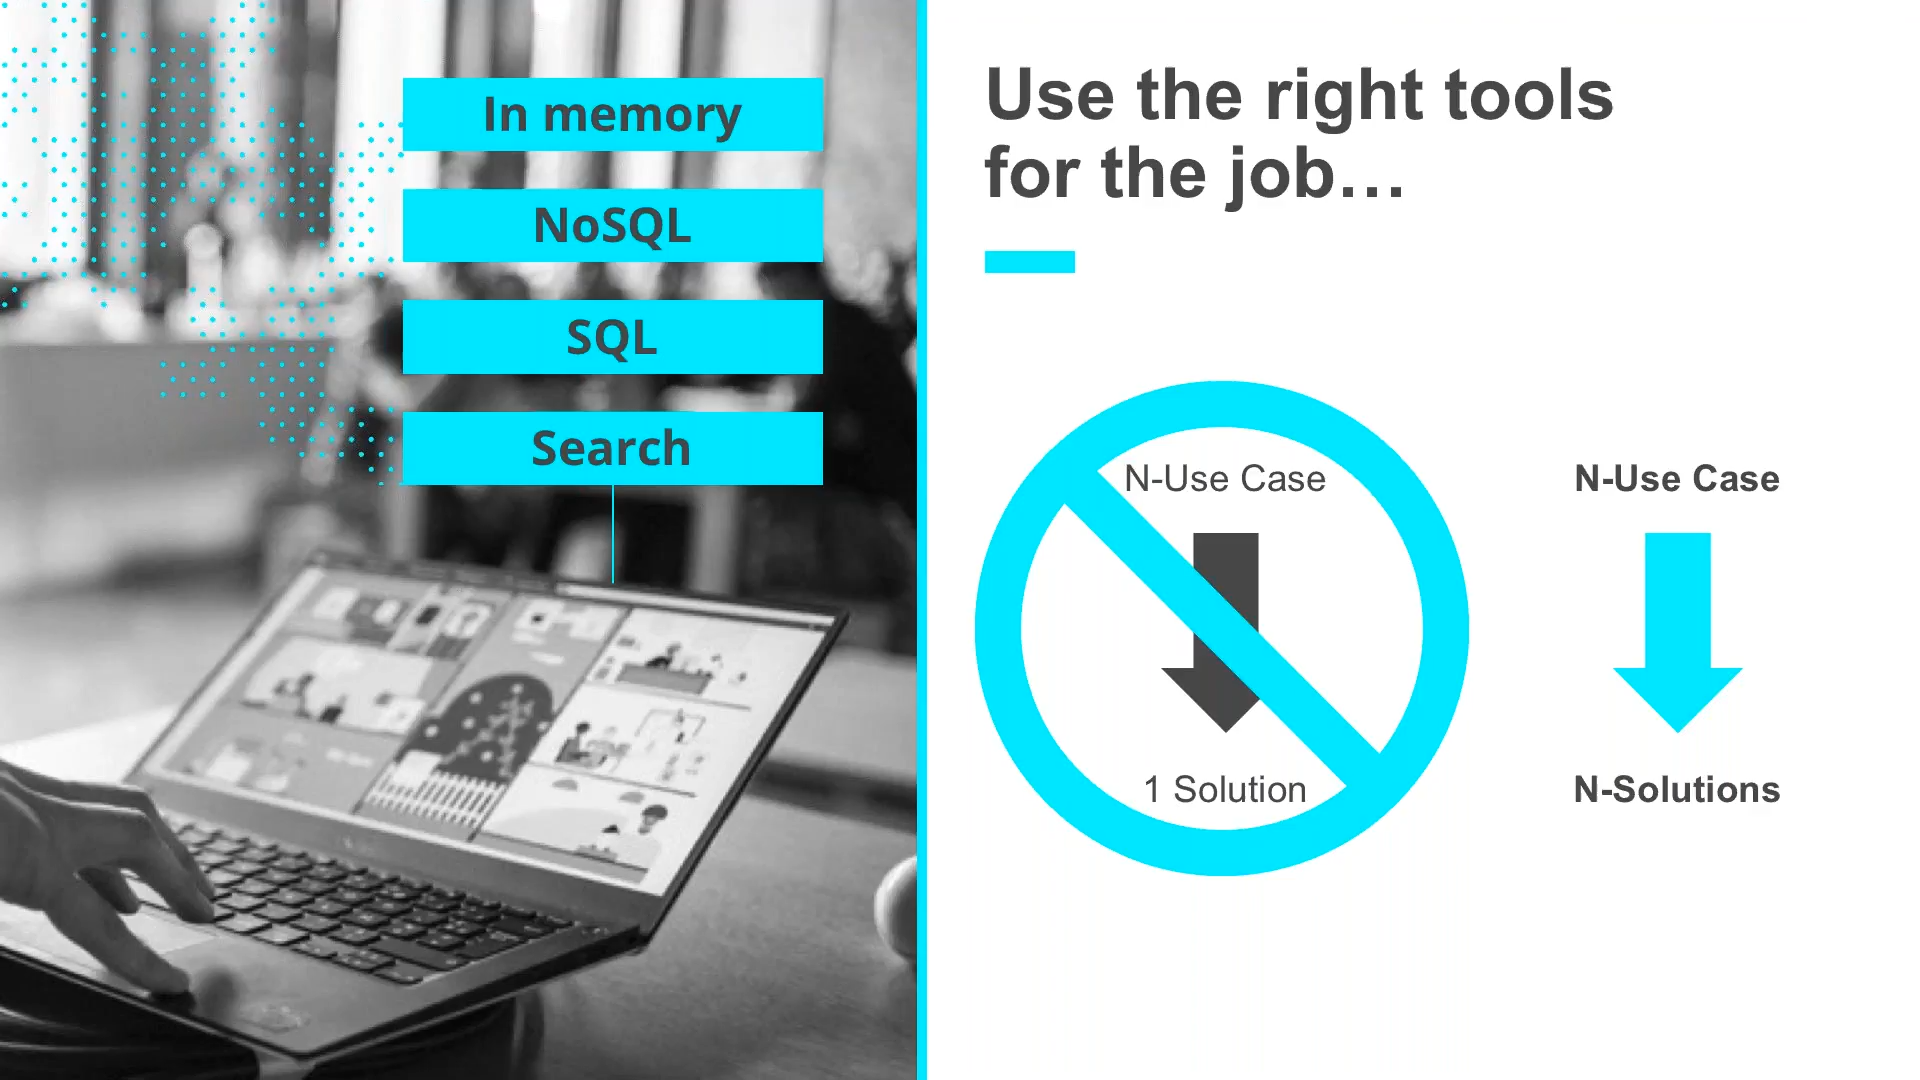 In memory
NoSQL
SQL
Search
Use the right tools
for the job…
N-Use Case
1 Solution
N-Use Case
N-Solutions